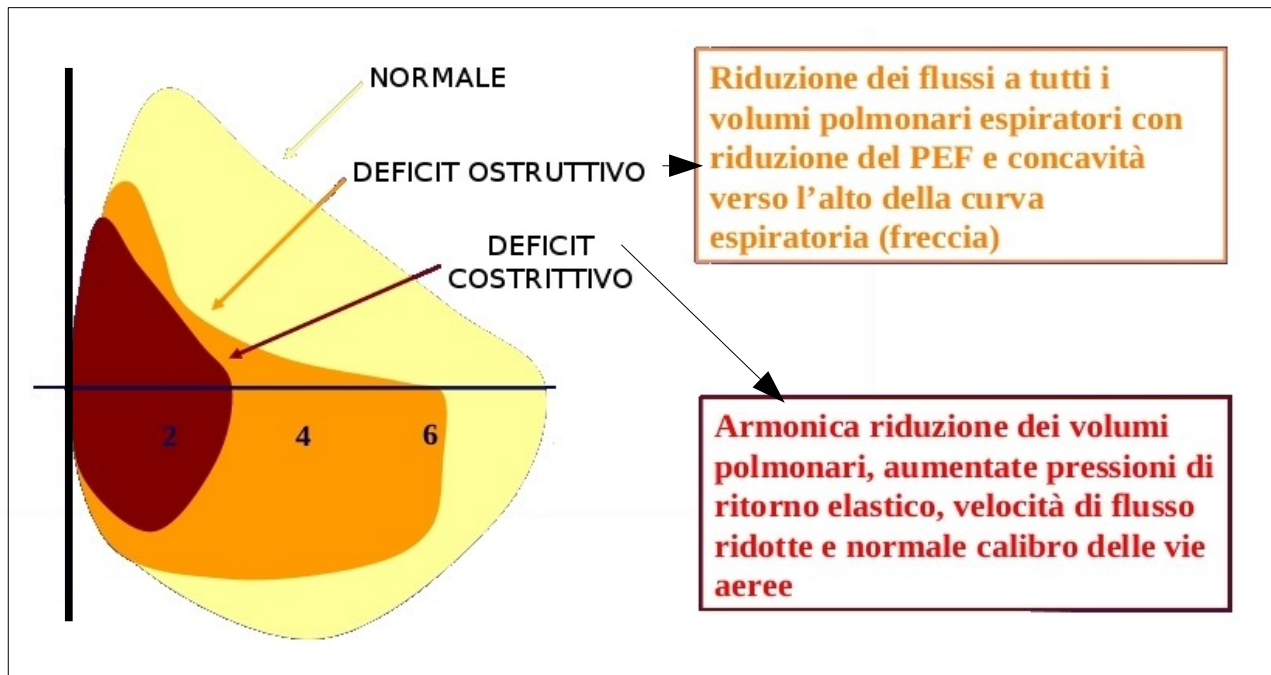 NORMALE
DEFICIT OSTRUTTIVO
DEFICIT
COSTRITTIVO
Riduzione dei flussi a tutti i
volumi polmonari espiratori con
riduzione del PEF e concavità
verso l’alto della curva
espiratoria (freccia)
2 4 6
Armonica riduzione dei volumi
polmonari, aumentate pressioni di
ritorno elastico, velocità di flusso
ridotte e normale calibro delle vie
aeree